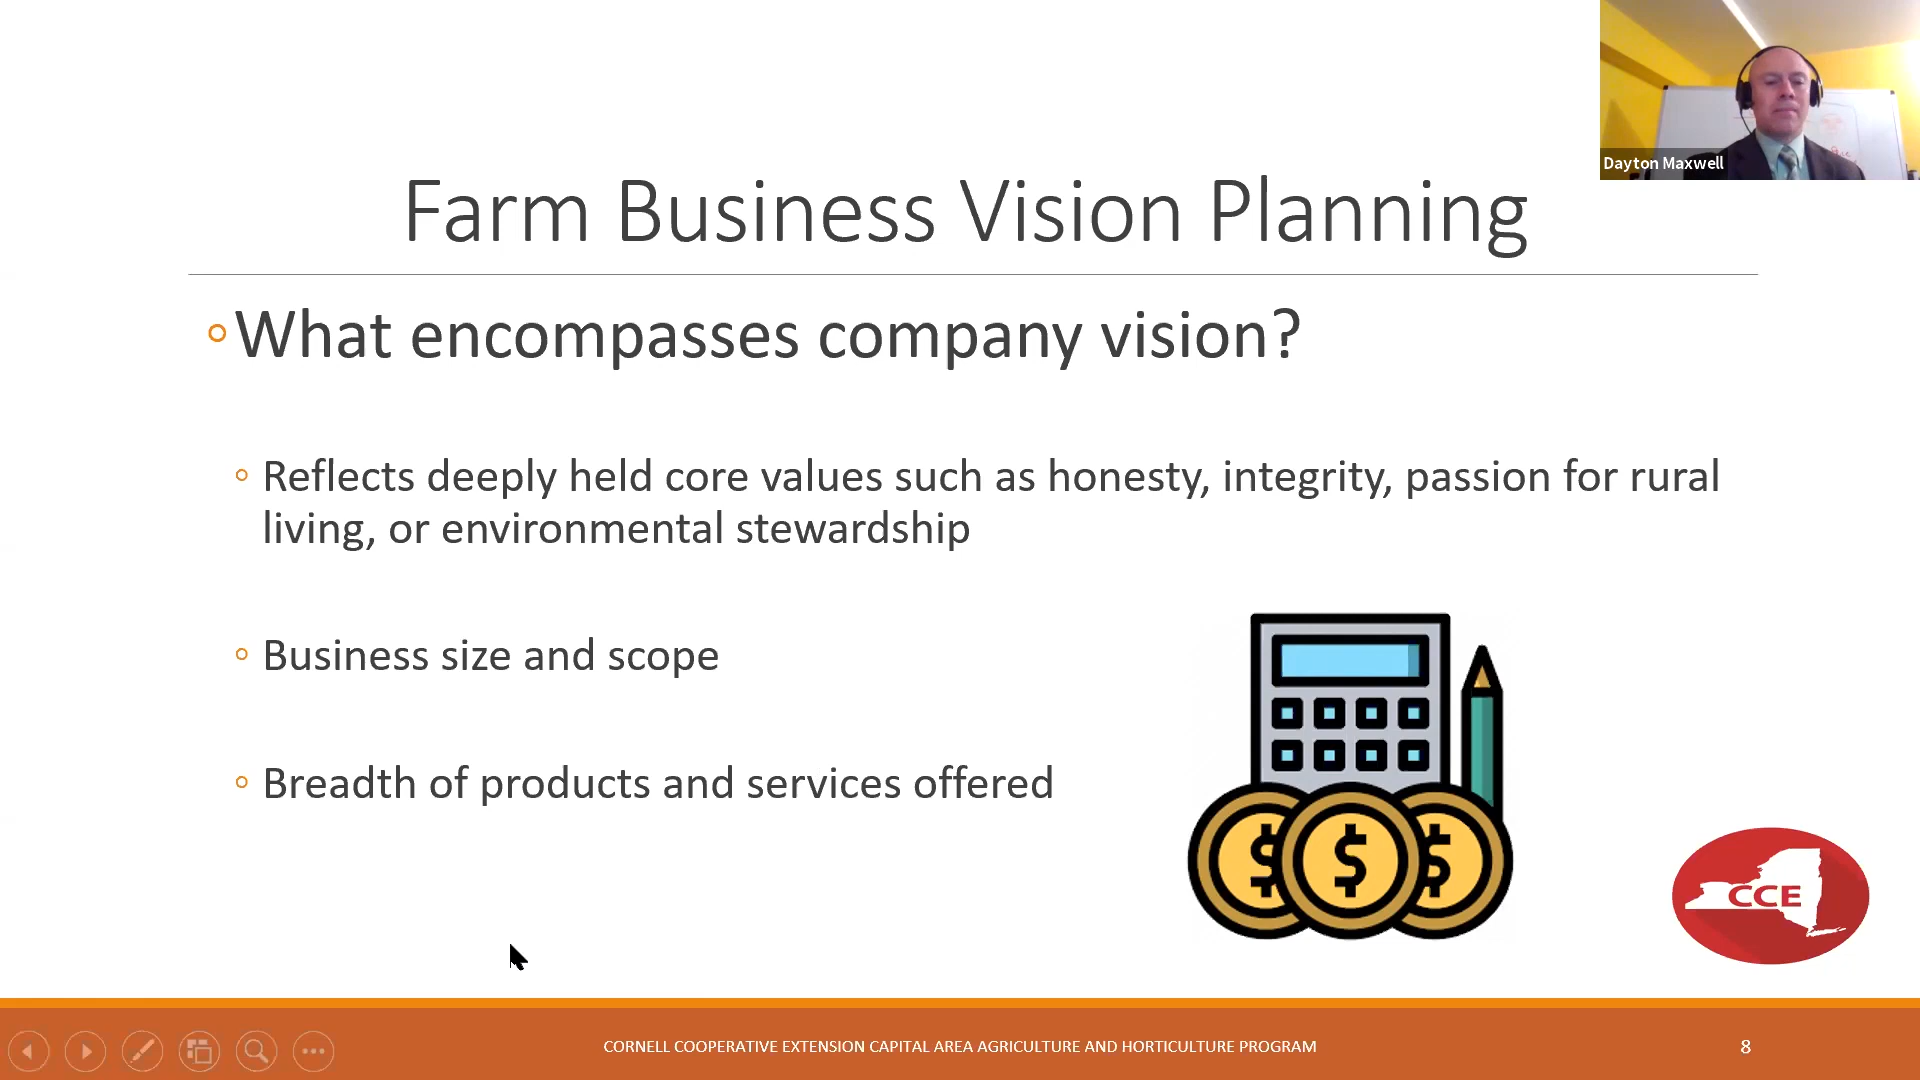 Dayton Maxwell
Farm Business Vision Planning
What encompasses company vision?
Reflects deeply held core values such as honesty, integrity, passion for rural
living, or environmental stewardship
Business size and scope
Breadth of products and services offered
$ $ $
CCE
CORNELL COOPERATIVE EXTENSION CAPITAL AREA AGRICULTURE AND HORTICULTURE PROGRAM
8